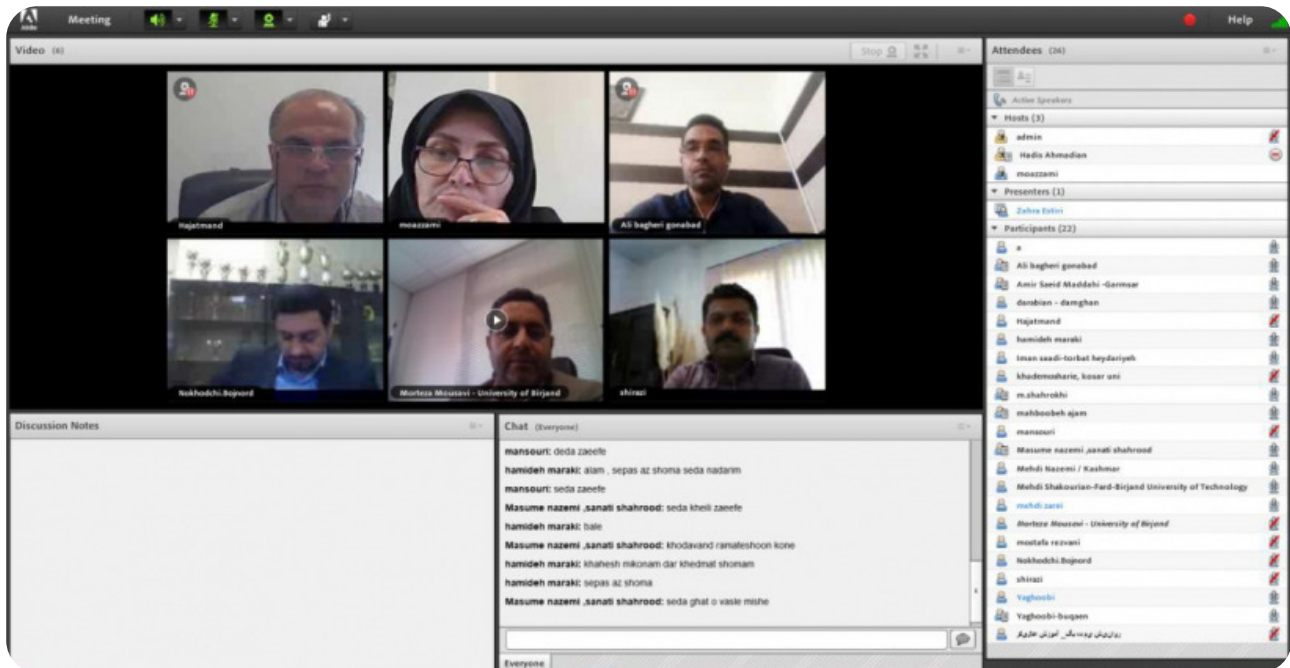 Adobe
Meeting
Help
Video (6)
Stop
Hajatmand
moazzami
Ali bagheri gonabad
Nokhodchi.Bojnord
Morteza Mousavi - University of Birjand
shirazi
Discussion Notes
Chat (Everyone)
mansouri: deda zaeefe
hamideh maraki: alam , sepas az shoma seda nadarim
mansouri: seda zaeefe
Masume nazemi ,sanati shahrood: seda kheili zaeefe
hamideh maraki: bale
Masume nazemi ,sanati shahrood: khodavand ramateshoon kone
hamideh maraki: khahesh mikonam dar khedmat shomam
hamideh maraki: sepas az shoma
Masume nazemi ,sanati shahrood: seda ghat o vasle mishe
Everyone
Attendees (26)
Active Speakers
Hosts (3)
admin
Hadis Ahmadian
moazzami
Presenters (1)
Zahra Estiri
Participants (22)
a
Ali bagheri gonabad
Amir Saeid Maddahi -Garmsar
darabian - damghan
Hajatmand
hamideh maraki
Iman saadi-torbat heydariyeh
khademosharie, kosar uni
m.shahrokhi
mahboobeh ajam
mansouri
Masume nazemi ,sanati shahrood
Mehdi Nazemi / Kashmar
Mehdi Shakourian-Fard-Birjand University of Technology
mehdi zarei
Morteza Mousavi - University of Birjand
mostafa rezvani
Nokhodchi.Bojnord
shirazi
Yaghoobi
Yaghoobi-buqaen